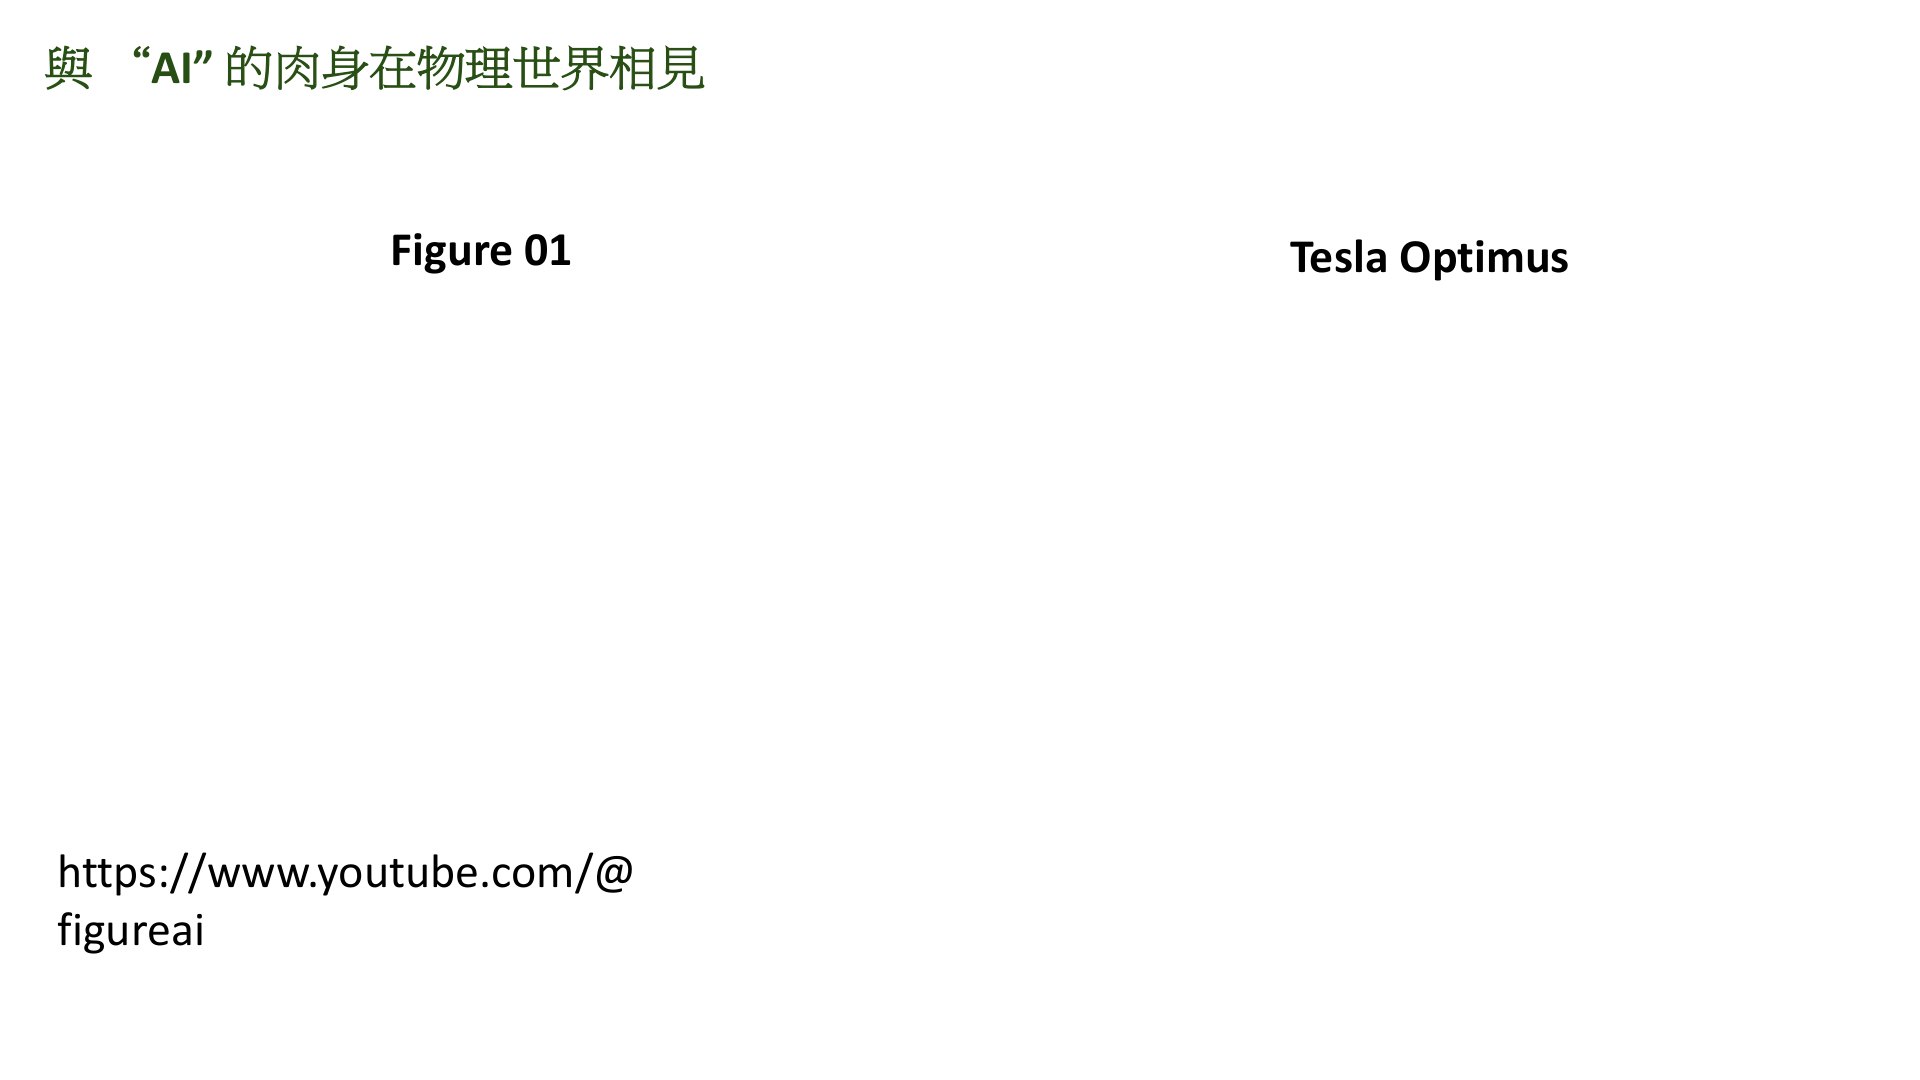 與 “AI” 的肉身在物理世界相見
Figure 01
Tesla Optimus
https://www.youtube.com/@
figureai